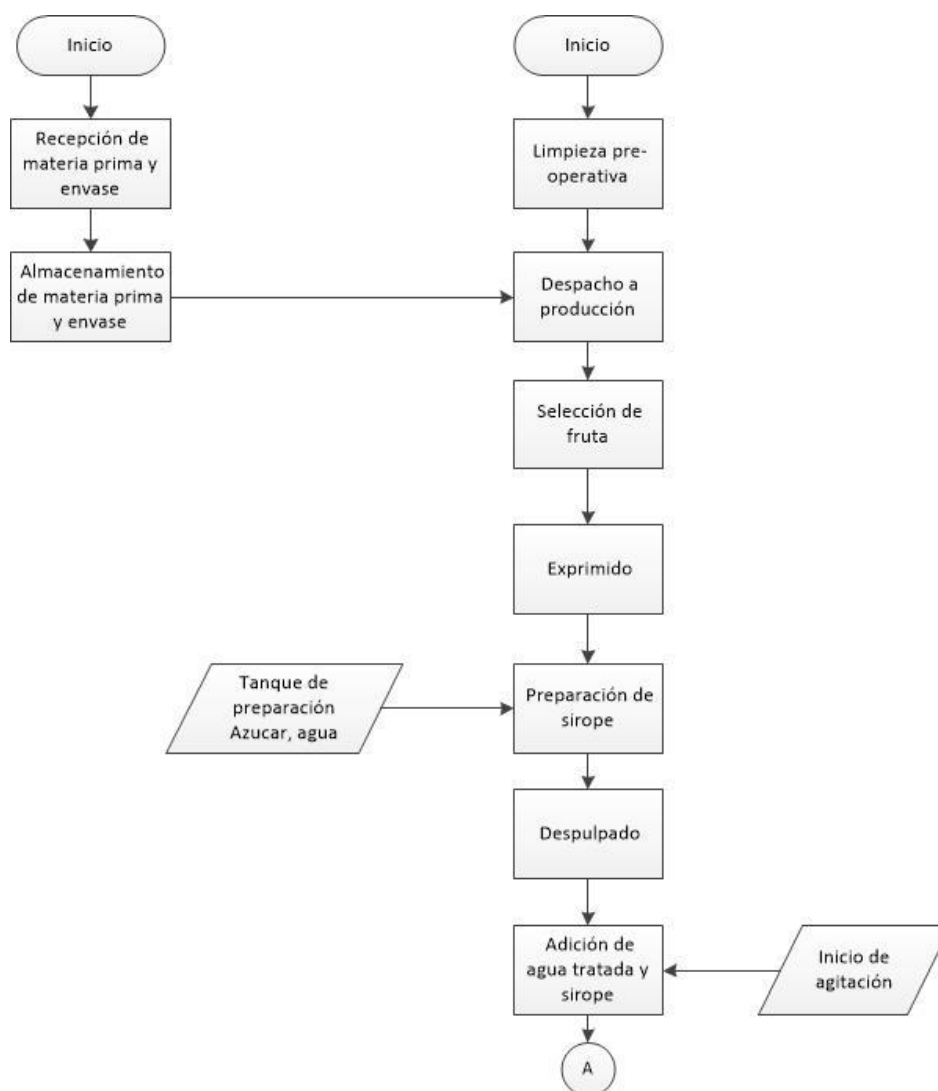 Inicio
Inicio
Recepción de
materia prima y
envase
Limpieza pre-
operativa
Almacenamiento
de materia prima
y envase
Despacho a
producción
Selección de
fruta
Exprimido
Tanque de
preparación
Azucar, agua
Preparación de
sirope
Despulpado
Adición de
agua tratada y
sirope
Inicio de
agitación
A